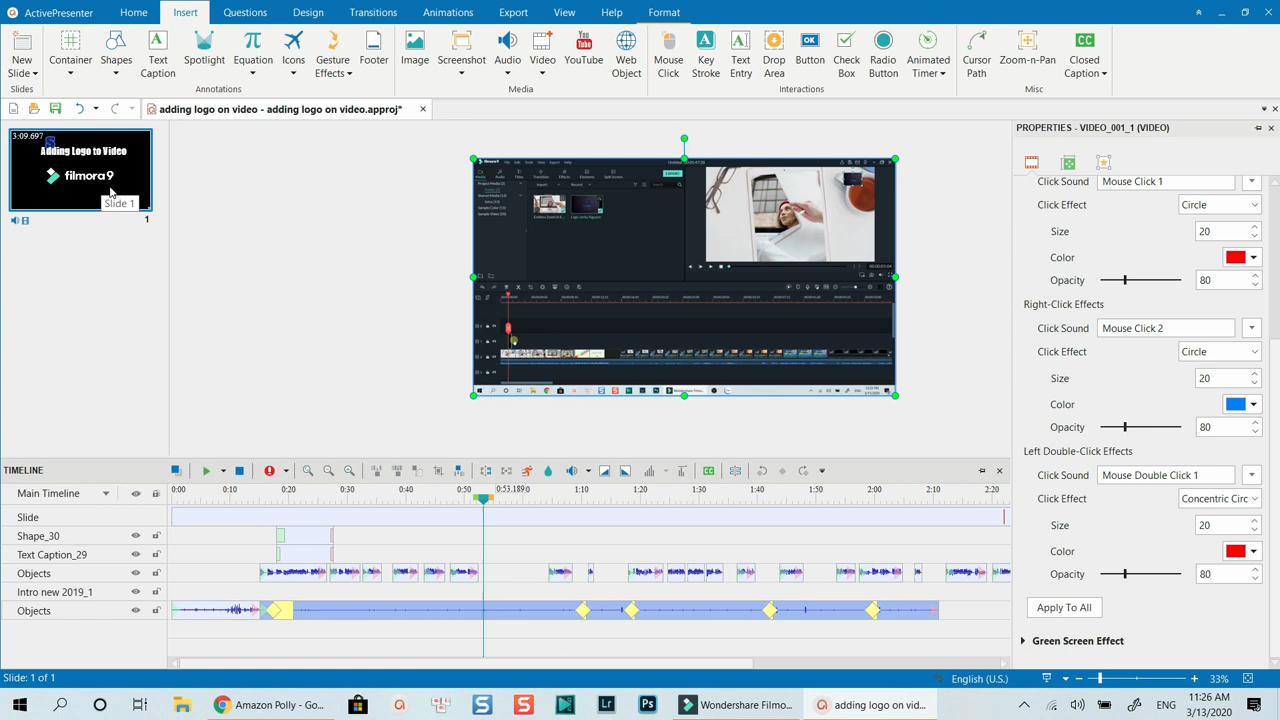 ActivePresenter Home Insert Questions Design Transitions Animations Export View Help Format
New Slide Container Shapes Text Caption Spotlight Equation Icons Gesture Effects Footer Image Screenshot Audio Video YouTube Web Object Mouse Click Key Stroke Text Entry Drop Area Button Check Box Radio Button Animated Timer Cursor Path Zoom-n-Pan Closed Caption
Slides Annotations Media Interactions Misc
adding logo on video - adding logo on video.approj*
PROPERTIES - VIDEO_001_1 (VIDEO)
3:09.697
Adding Logo to Video
filmora9
Slide 1
1
EXPORT
Click Sound Mouse Click 1
Click Effect Circle
Size 20
Color
Opacity 80
Right-Click Effects
Click Sound Mouse Click 2
Click Effect Circle
Size 20
Color
Opacity 80
Left Double-Click Effects
Click Sound Mouse Double Click 1
Click Effect Concentric Circ
Size 20
Color
Opacity 80
Apply To All
Green Screen Effect
TIMELINE
Main Timeline 0:00 0:10 0:20 0:30 0:40 0:53.189 1:10 1:20 1:30 1:40 1:50 2:00 2:10 2:20
Slide
Shape_30
Text Caption_29
Objects
Intro new 2019_1
Objects
Slide: 1 of 1 English (U.S.) 33%
Amazon Polly - Go... Lr Ps Wondershare Filmo... adding logo on vid... ENG 11:26 AM
3/13/2020